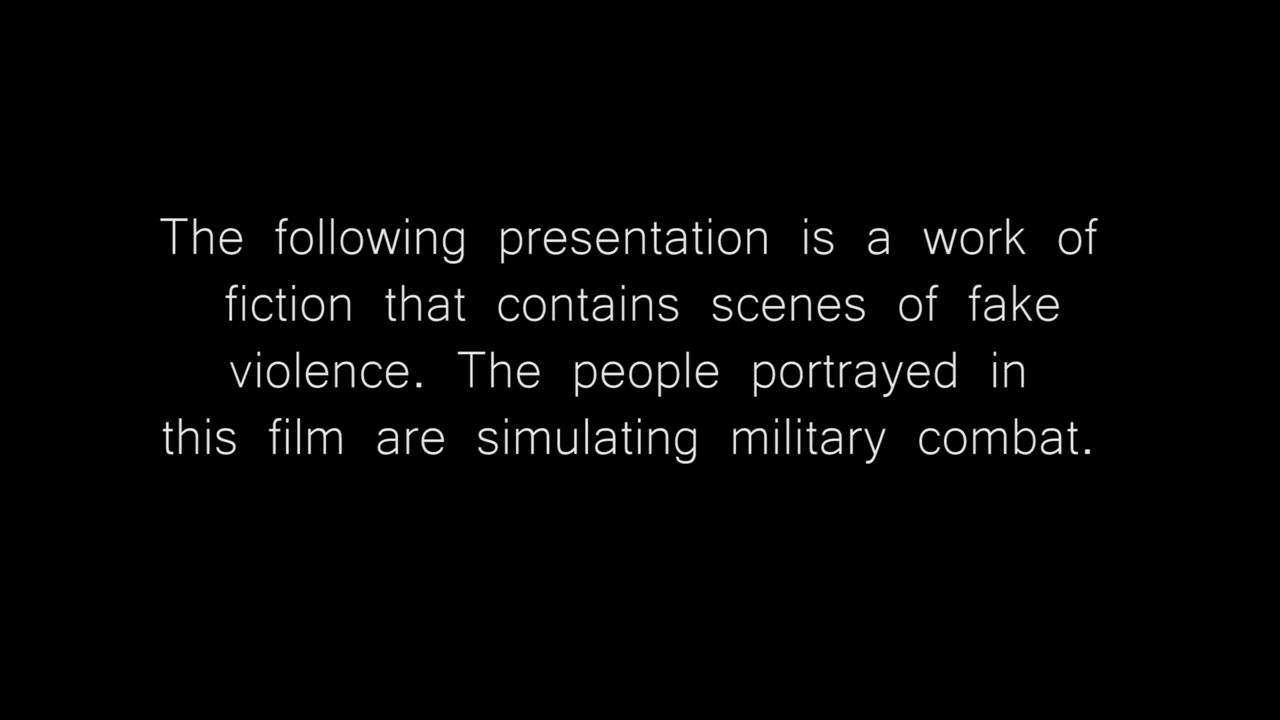 The following presentation is a work of
fiction that contains scenes of fake
violence. The people portrayed in
this film are simulating military combat.